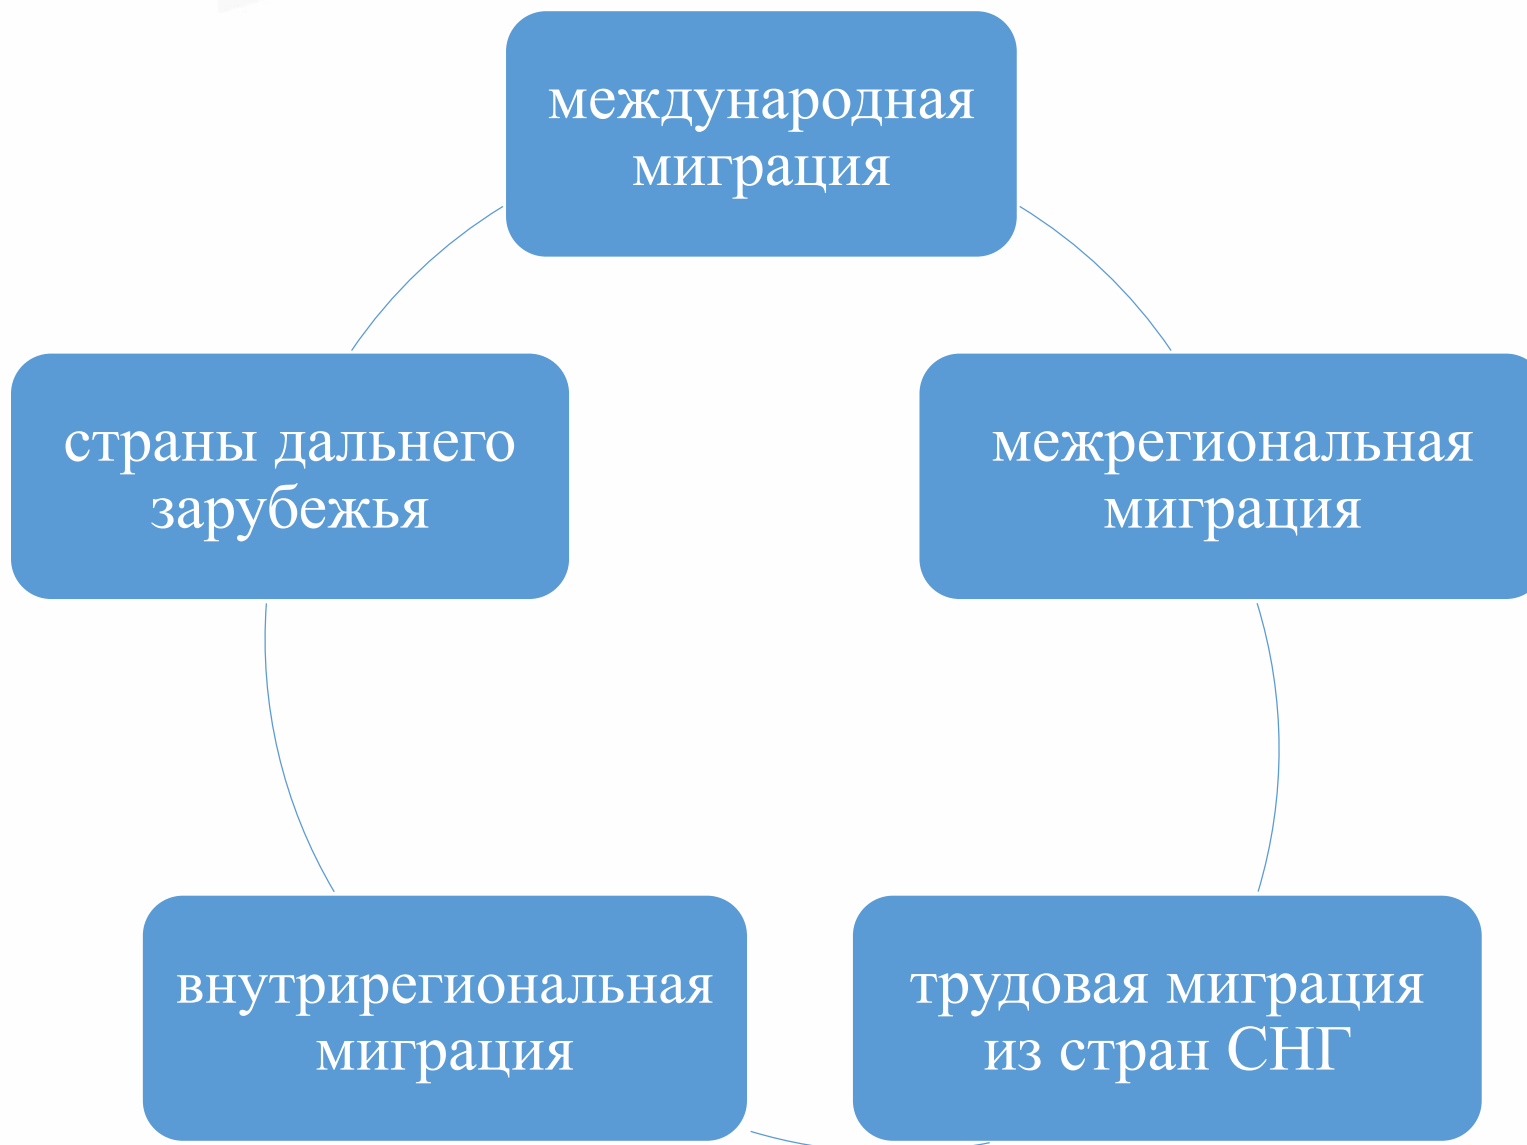 международная
миграция
страны дальнего
зарубежья
межрегиональная
миграция
внутрирегиональная
миграция
трудовая миграция
из стран СНГ